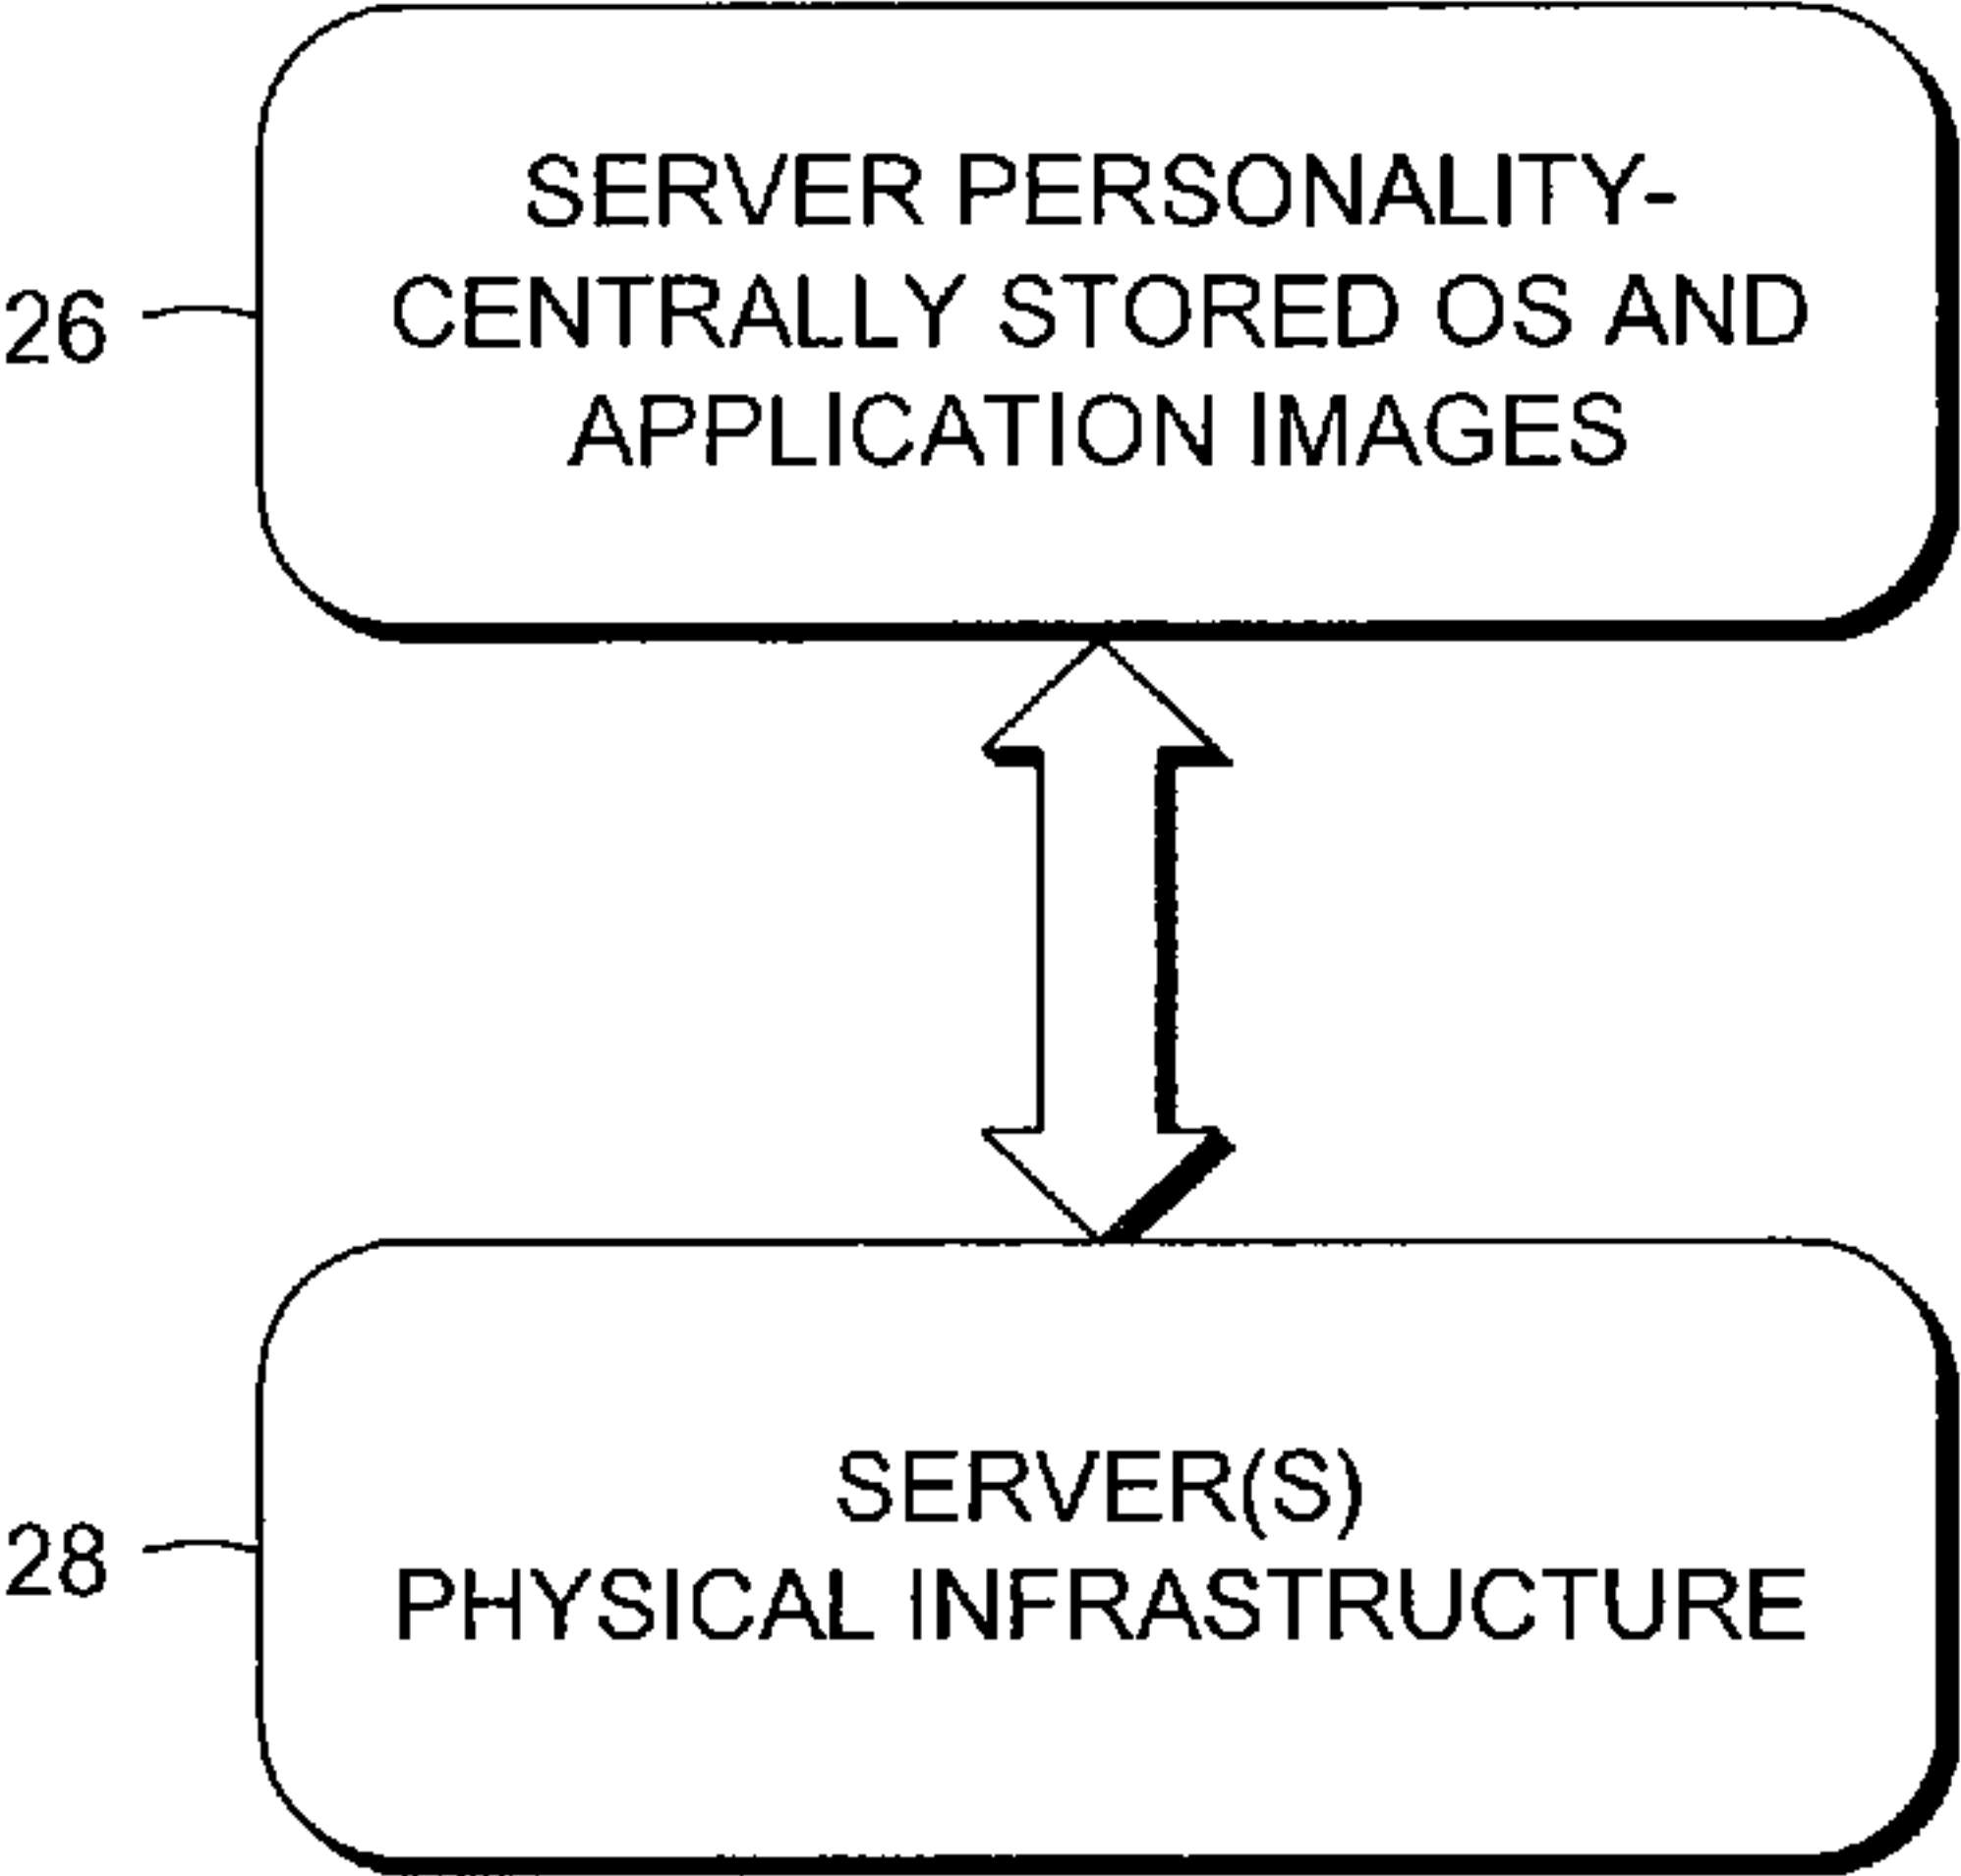 SERVER PERSONALITY-
CENTRALLY STORED OS AND
APPLICATION IMAGES
26
SERVER(S)
PHYSICAL INFRASTRUCTURE
28